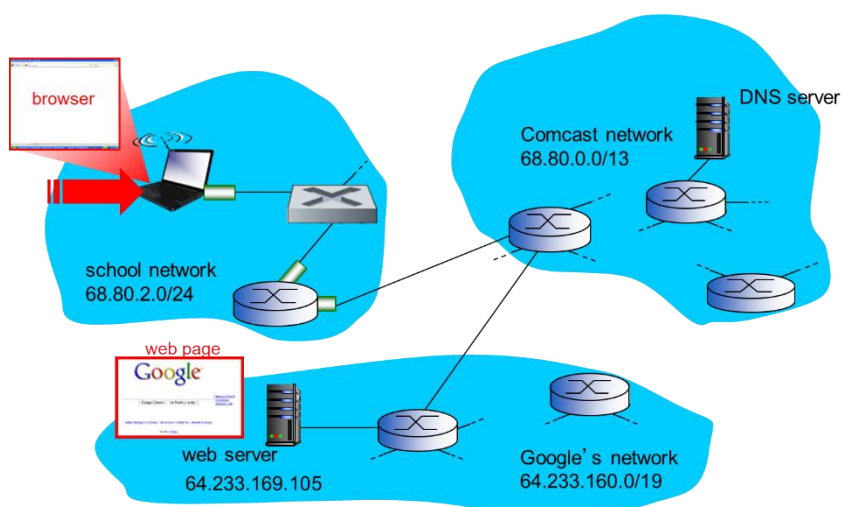 browser
DNS server
Comcast network
68.80.0.0/13
school network
68.80.2.0/24
web page
Google
web server
64.233.169.105
Google's network
64.233.160.0/19